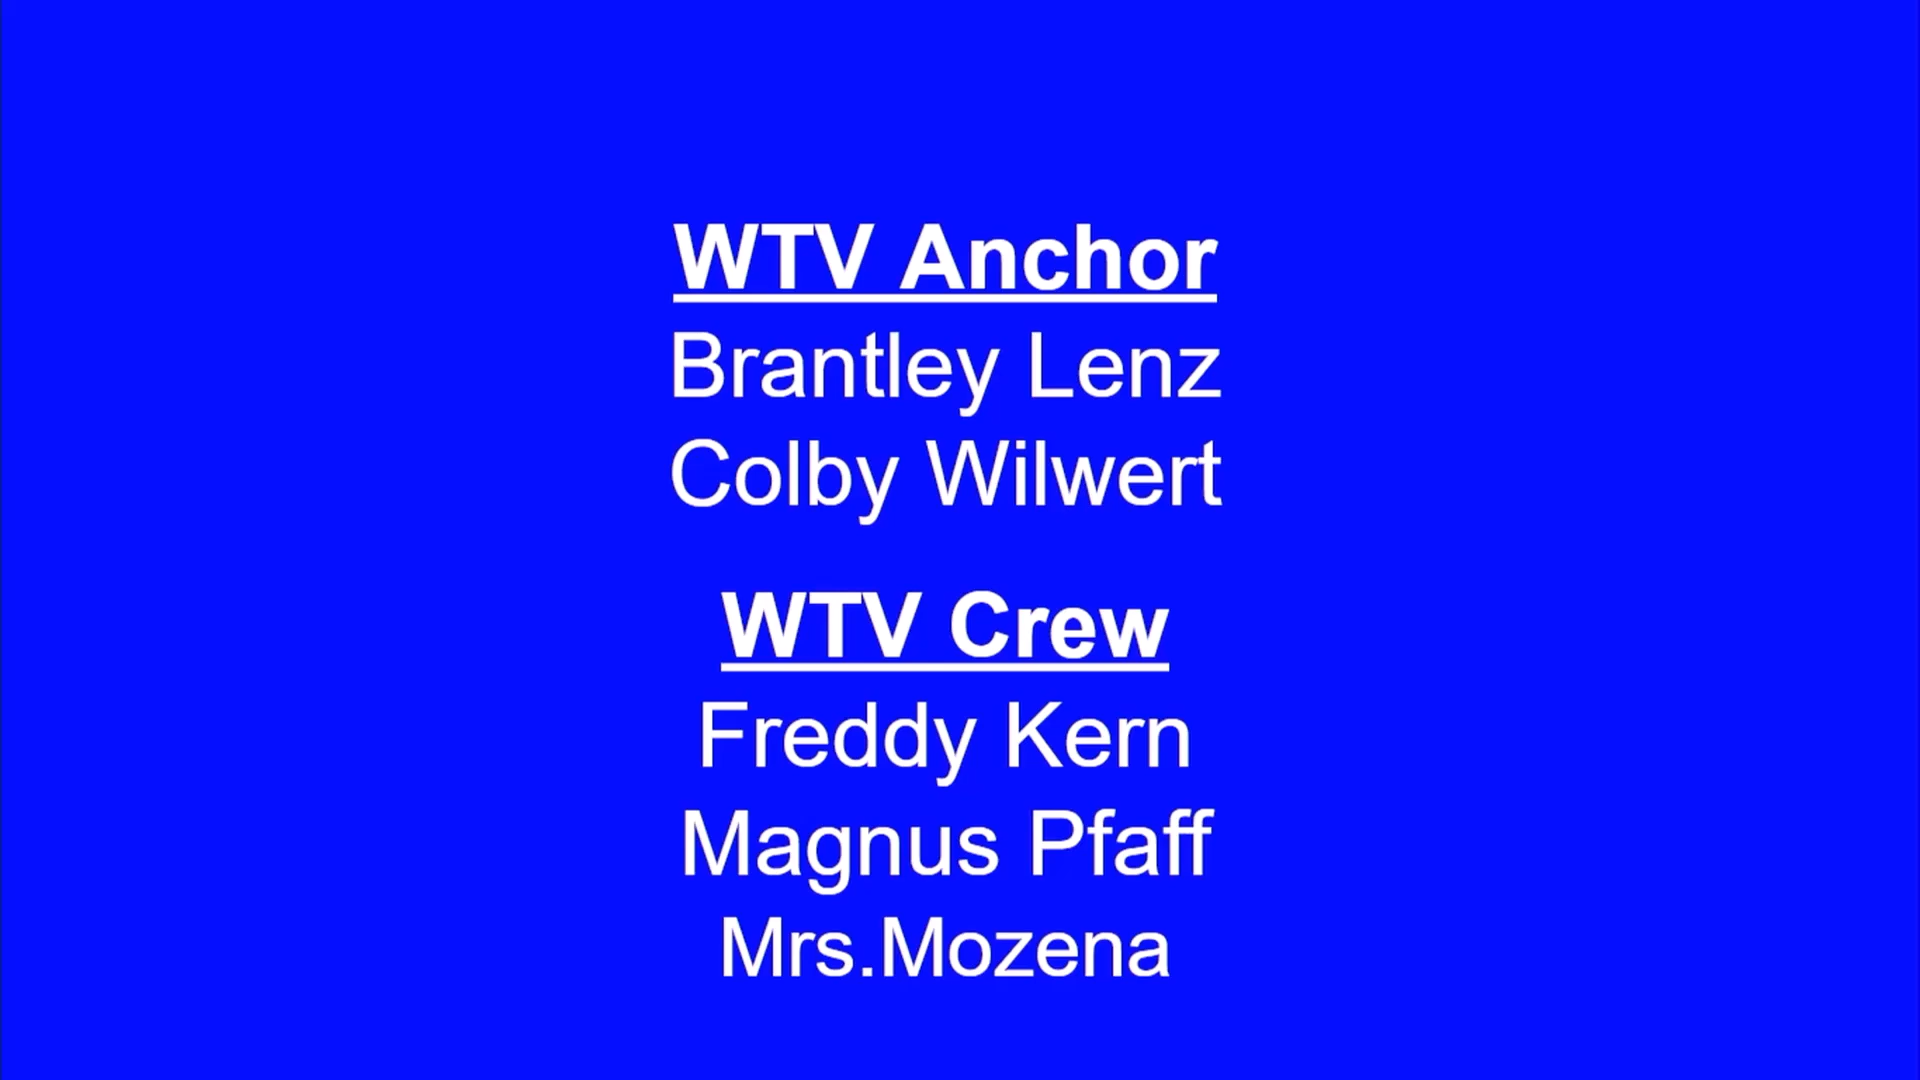 WTV Anchor
Brantley Lenz
Colby Wilwert
WTV Crew
Freddy Kern
Magnus Pfaff
Mrs.Mozena